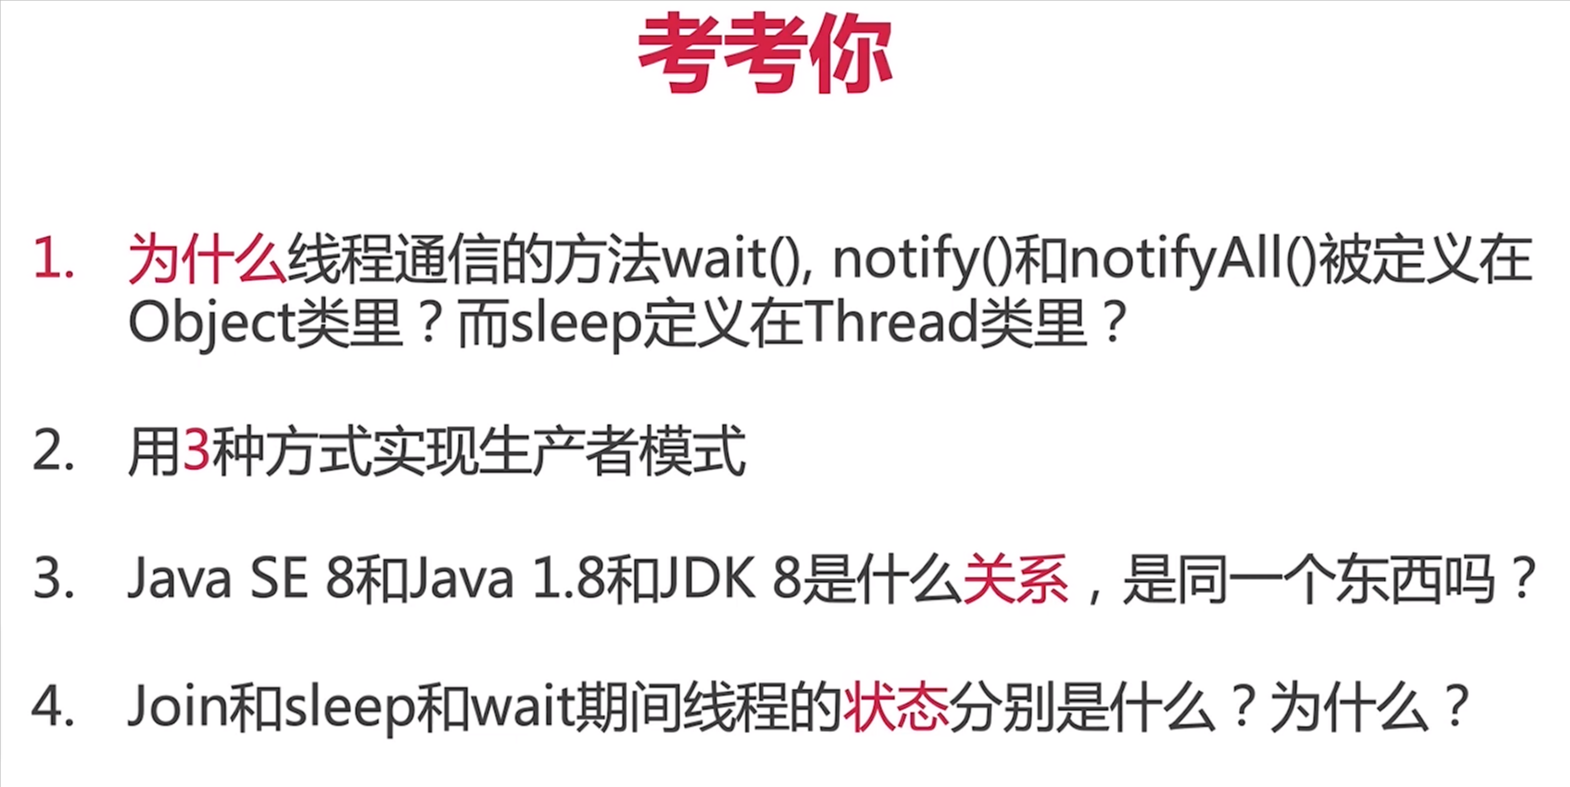 考考你
1. 为什么线程通信的方法wait(), notify()和notifyAll()被定义在
Object类里？而sleep定义在Thread类里？
2. 用3种方式实现生产者模式
3. Java SE 8和Java 1.8和JDK 8是什么关系，是同一个东西吗？
4. Join和sleep和wait期间线程的状态分别是什么？为什么？